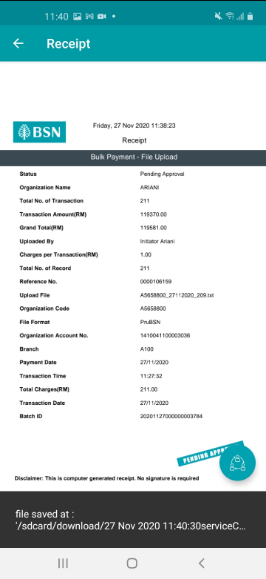 11:40
Receipt
BSN
Friday, 27 Nov 2020 11:38:23
Receipt
Bulk Payment - File Upload
Status Pending Approval
Organization Name ARIANI
Total No. of Transaction 211
Transaction Amount(RM) 119370.00
Grand Total(RM) 119581.00
Uploaded By Initiator Ariani
Charges per Transaction(RM) 1.00
Total No. of Record 211
Reference No. 0000106159
Upload File A5658800_27112020_209.txt
Organization Code A5658800
File Format PruBSN
Organization Account No. 1410041100003036
Branch A100
Payment Date 27/11/2020
Transaction Time 11:27:32
Total Charges(RM) 211.00
Transaction Date 27/11/2020
Batch ID 20201127000000003784
PENDING APP
Disclaimer: This is computer generated receipt. No signature is required
file saved at :
'/sdcard/download/27 Nov 2020 11:40:30serviceC...